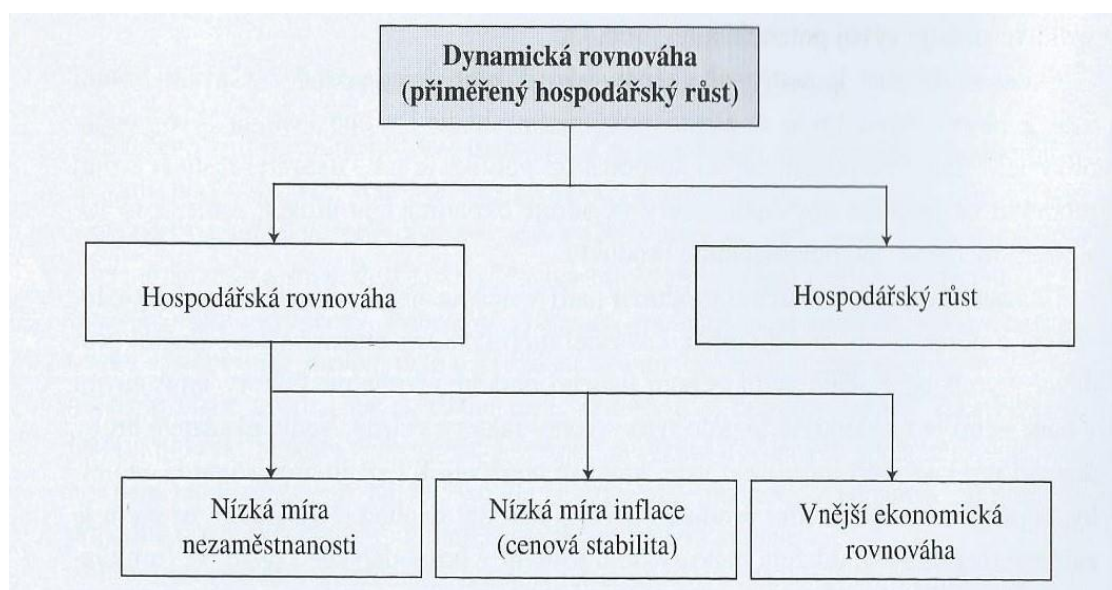 Dynamická rovnováha
(přiměřený hospodářský růst)
Hospodářská rovnováha
Hospodářský růst
Nízká míra
nezaměstnanosti
Nízká míra inflace
(cenová stabilita)
Vnější ekonomická
rovnováha